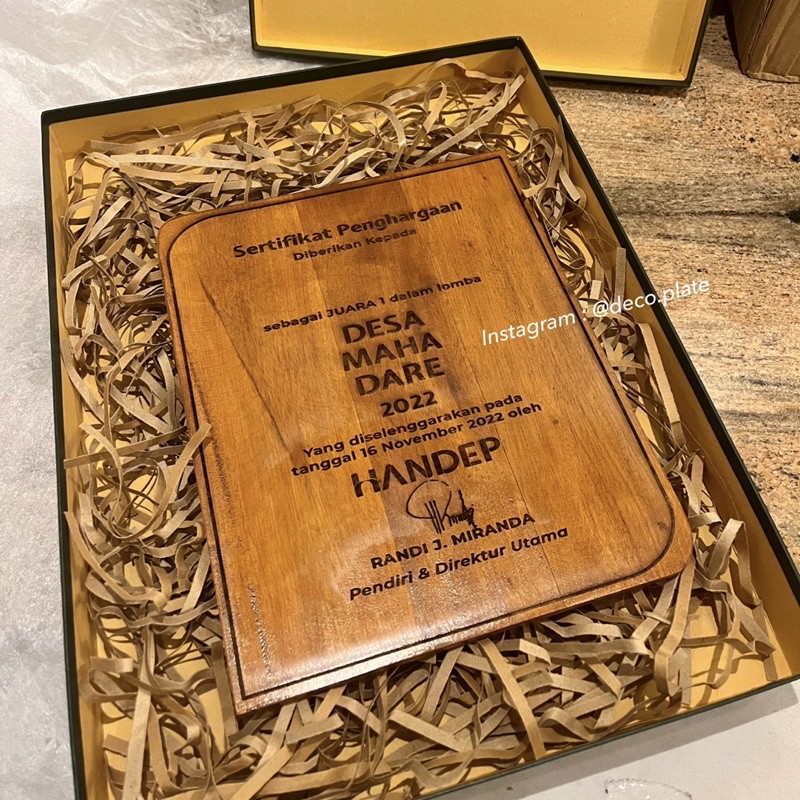 Sertifikat Penghargaan
Diberikan Kepada
sebagai JUARA 1 dalam lomba
DESA
MAHA
DARE
2022
Yang diselenggarakan pada
tanggal 16 November 2022 oleh
HANDEP
RANDI J. MIRANDA
Pendiri & Direktur Utama
Instagram : @deco.plate